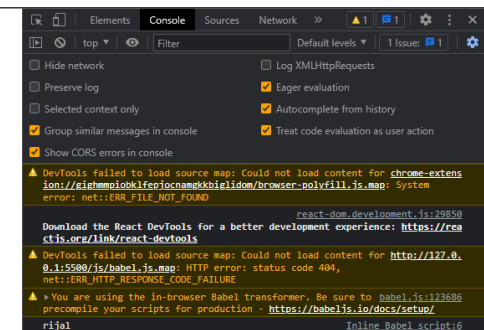 Elements Console Sources Network » 1 1
top ▼ Filter Default levels ▼ 1 Issue: 1
Hide network Log XMLHttpRequests
Preserve log Eager evaluation
Selected context only Autocomplete from history
Group similar messages in console Treat code evaluation as user action
Show CORS errors in console
DevTools failed to load source map: Could not load content for chrome-extens
ion://gighmmpiobklfepjocnamgkkbiglidom/browser-polyfill.js.map: System
error: net::ERR_FILE_NOT_FOUND
react-dom.development.js:29850
Download the React DevTools for a better development experience: https://rea
ctjs.org/link/react-devtools
DevTools failed to load source map: Could not load content for http://127.0.
0.1:5500/js/babel.js.map: HTTP error: status code 404,
net::ERR_HTTP_RESPONSE_CODE_FAILURE
▶You are using the in-browser Babel transformer. Be sure to babel.js:123686
precompile your scripts for production - https://babeljs.io/docs/setup/
rijal Inline Babel script:6